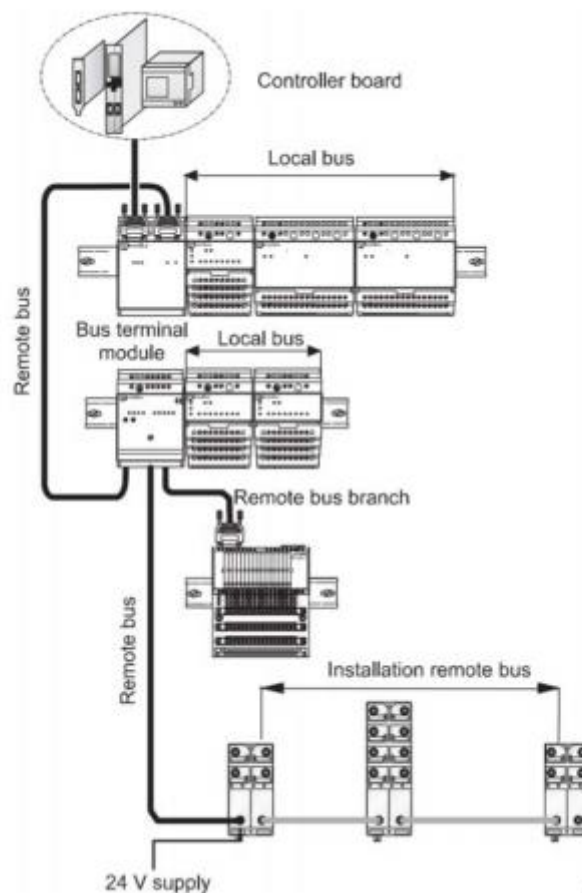 Controller board
Local bus
Remote bus
Bus terminal
module
Local bus
Remote bus branch
Remote bus
Installation remote bus
24 V supply